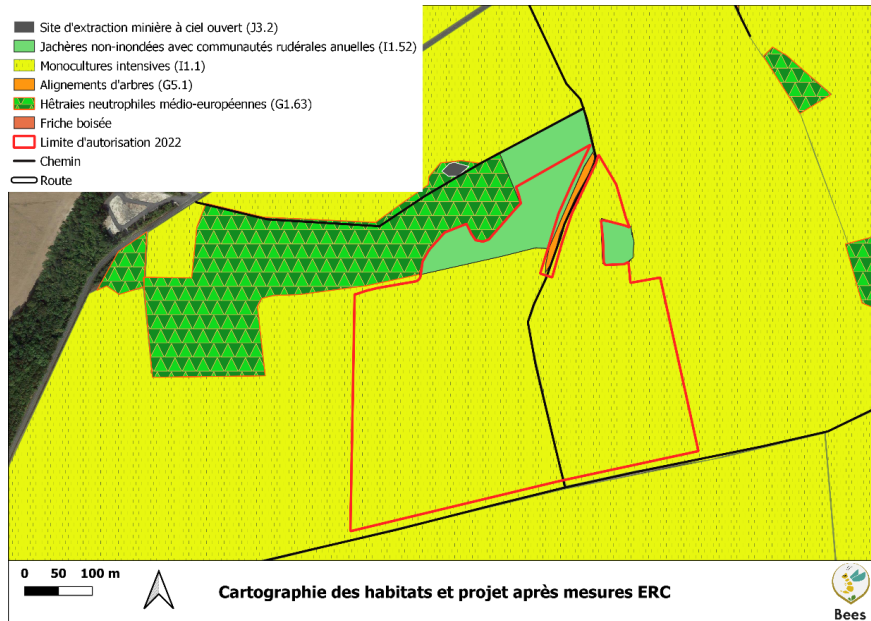 Site d'extraction minière à ciel ouvert (J3.2)
Jachères non-inondées avec communautés rudérales anuelles (I1.52)
Monocultures intensives (I1.1)
Alignements d'arbres (G5.1)
Hêtraies neutrophiles médio-européennes (G1.63)
Friche boisée
Limite d'autorisation 2022
Chemin
Route
0 50 100 m
Cartographie des habitats et projet après mesures ERC
Bees